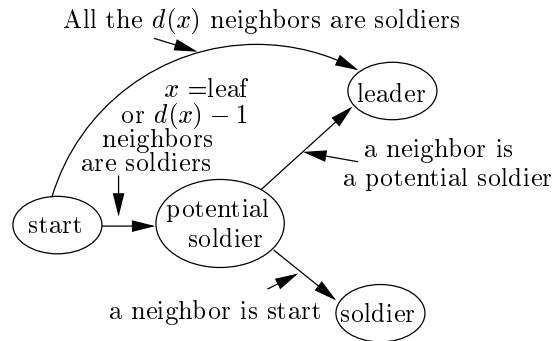 All the d(x) neighbors are soldiers
x =leaf
or d(x) − 1
neighbors
are soldiers
leader
a neighbor is
a potential soldier
start
potential
soldier
a neighbor is start
soldier